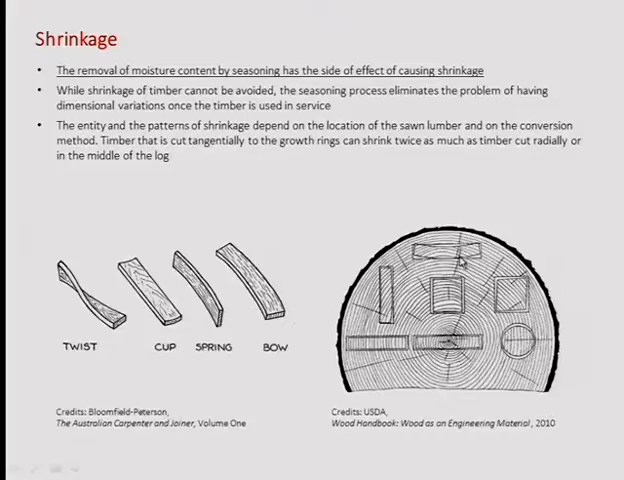 Shrinkage
• The removal of moisture content by seasoning has the side of effect of causing shrinkage
• While shrinkage of timber cannot be avoided, the seasoning process eliminates the problem of having
dimensional variations once the timber is used in service
• The entity and the patterns of shrinkage depend on the location of the sawn lumber and on the conversion
method. Timber that is cut tangentially to the growth rings can shrink twice as much as timber cut radially or
in the middle of the log
TWIST CUP SPRING BOW
Credits: Bloomfield-Peterson,
The Australian Carpenter and Joiner, Volume One
Credits: USDA,
Wood Handbook: Wood as an Engineering Material, 2010